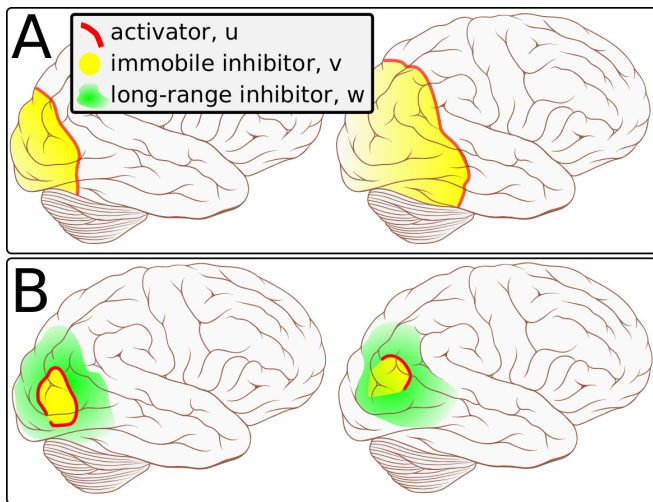 A
activator, u
immobile inhibitor, v
long-range inhibitor, w
B